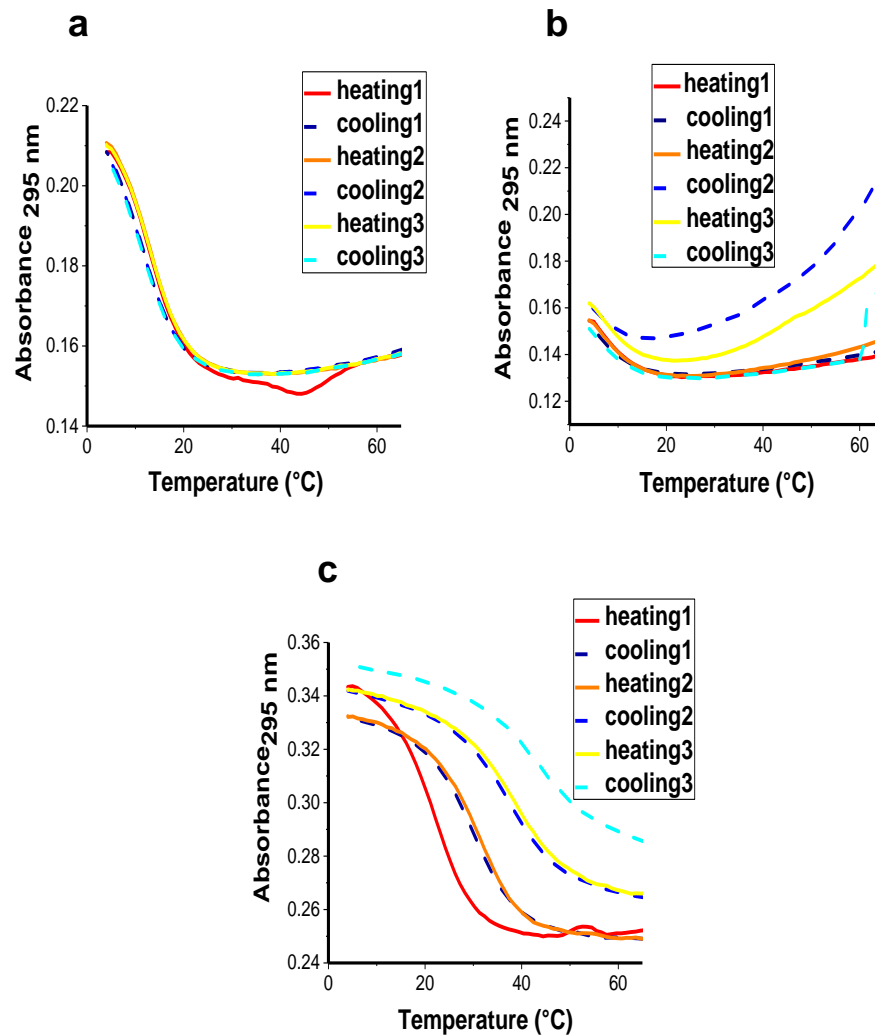 a
heating1
cooling1
heating2
cooling2
heating3
cooling3
0.22
0.20
0.18
0.16
0.14
0 20 40 60
Absorbance 295 nm
Temperature (°C)
b
heating1
cooling1
heating2
cooling2
heating3
cooling3
0.24
0.22
0.20
0.18
0.16
0.14
0.12
0 20 40 60
Absorbance 295 nm
Temperature (°C)
c
heating1
cooling1
heating2
cooling2
heating3
cooling3
0.36
0.34
0.32
0.30
0.28
0.26
0.24
0 20 40 60
Absorbance 295 nm
Temperature (°C)